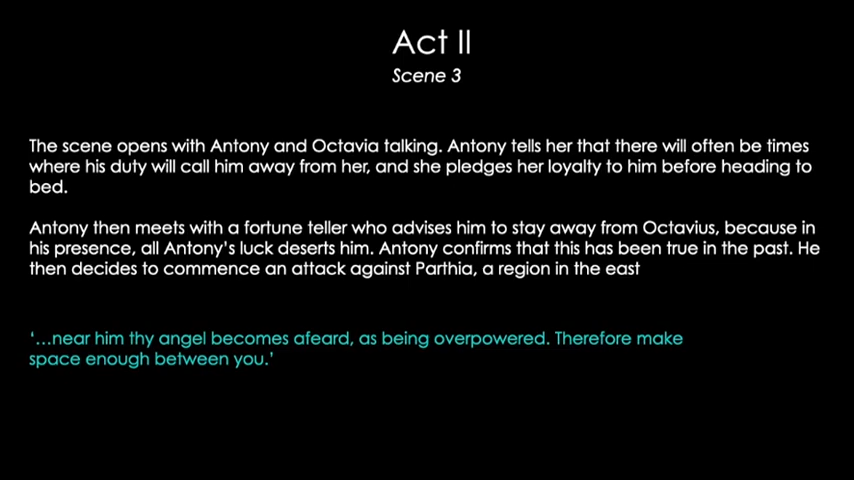 Act II
Scene 3
The scene opens with Antony and Octavia talking. Antony tells her that there will often be times
where his duty will call him away from her, and she pledges her loyalty to him before heading to
bed.
Antony then meets with a fortune teller who advises him to stay away from Octavius, because in
his presence, all Antony’s luck deserts him. Antony confirms that this has been true in the past. He
then decides to commence an attack against Parthia, a region in the east
‘…near him thy angel becomes afeard, as being overpowered. Therefore make
space enough between you.’